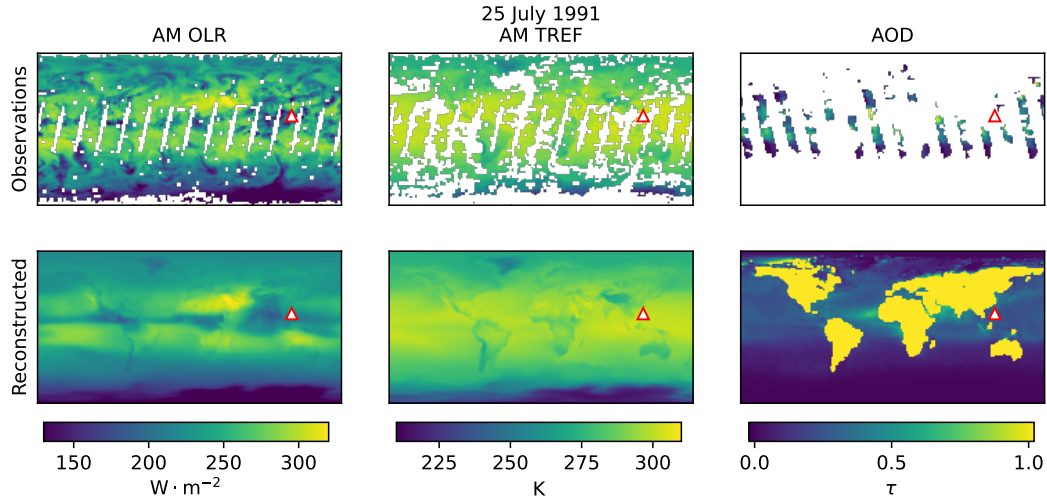 25 July 1991
AM OLR
AM TREF
AOD
Observations
Reconstructed
150
200
250
300
W · m⁻²
225
250
275
300
K
0.0
0.5
1.0
τ